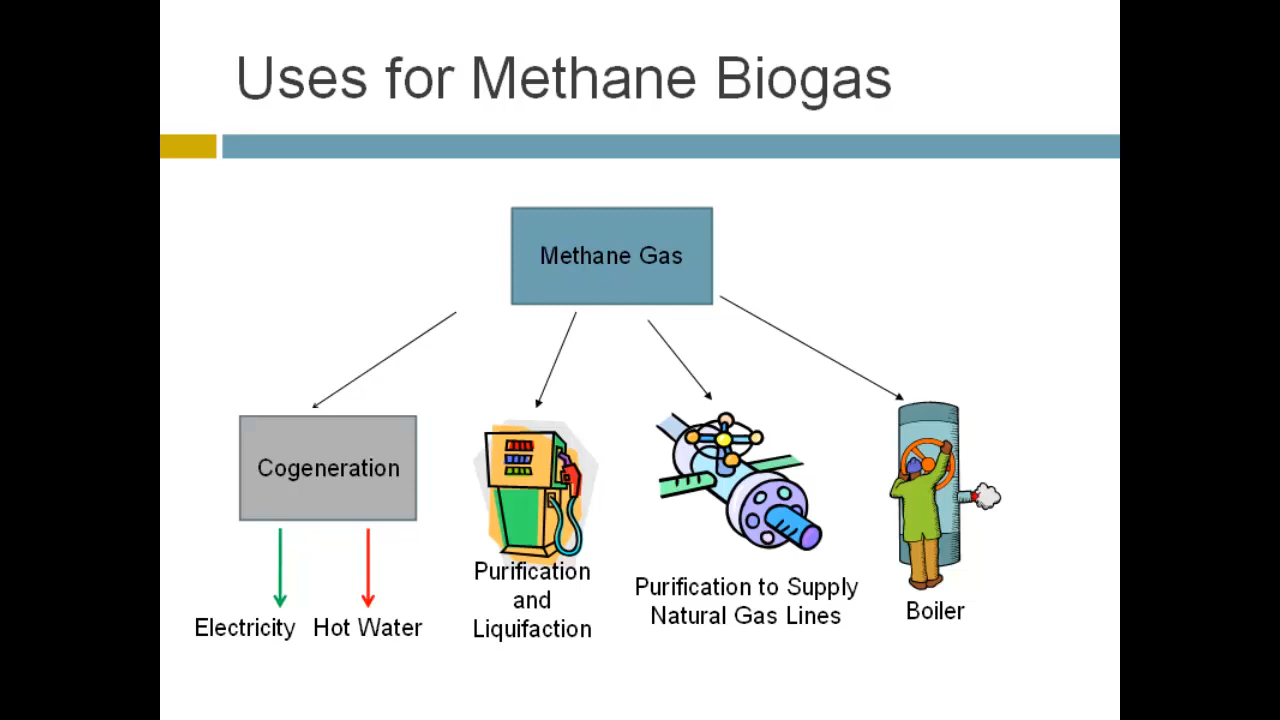 Uses for Methane Biogas
Methane Gas
Cogeneration
Electricity
Hot Water
Purification
and
Liquifaction
Purification to Supply
Natural Gas Lines
Boiler